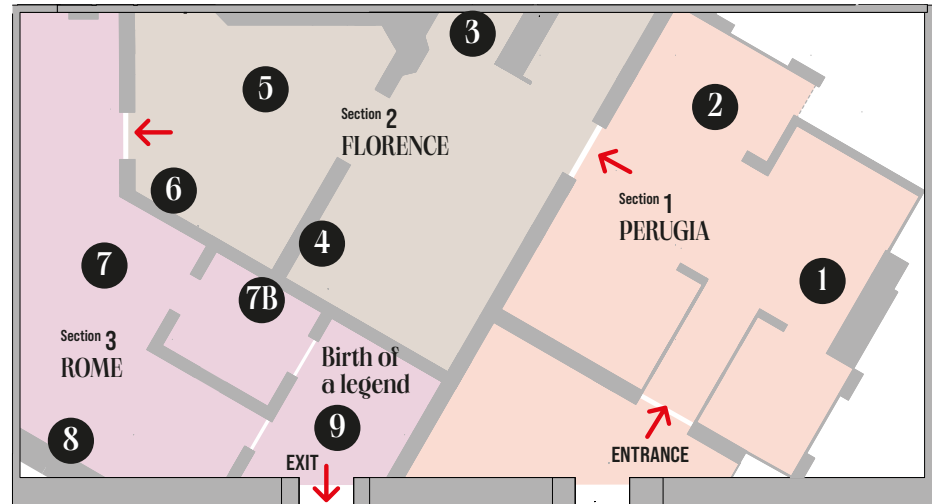 3
5
2
Section 2
FLORENCE
6
Section 1
PERUGIA
4
7
1
7B
Section 3
ROME
Birth of
a legend
9
8
EXIT
ENTRANCE